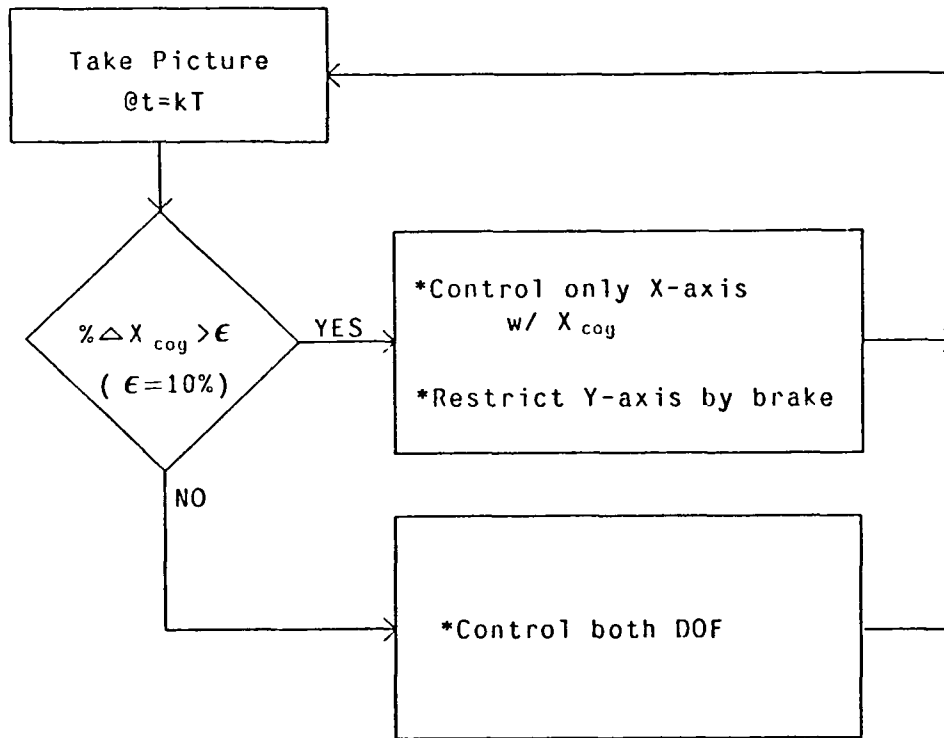 Take Picture
@t=kT
%△X cog >ϵ
( ϵ=10%)
YES
*Control only X-axis
w/ X cog
*Restrict Y-axis by brake
NO
*Control both DOF